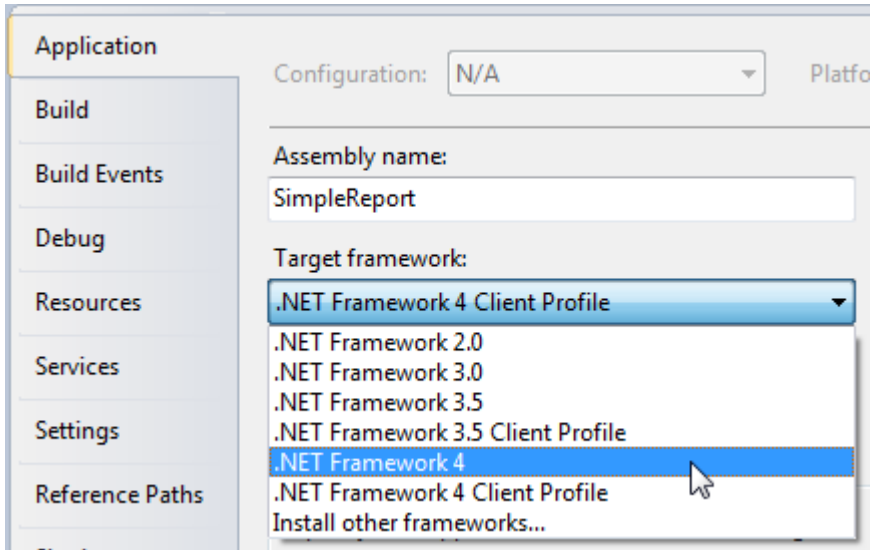 Application
Build
Build Events
Debug
Resources
Services
Settings
Reference Paths
Configuration: N/A
Assembly name:
SimpleReport
Target framework:
.NET Framework 4 Client Profile
.NET Framework 2.0
.NET Framework 3.0
.NET Framework 3.5
.NET Framework 3.5 Client Profile
.NET Framework 4
.NET Framework 4 Client Profile
Install other frameworks...